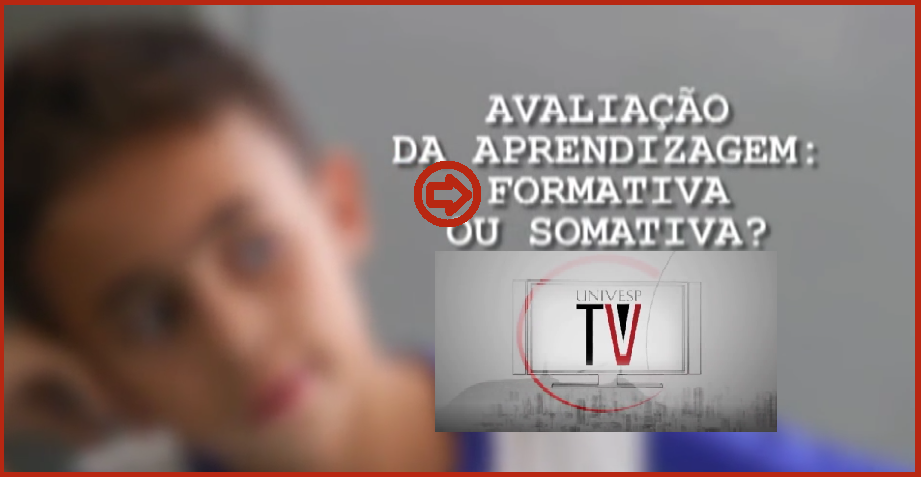 AVALIAÇÃO
DA APRENDIZAGEM:
FORMATIVA
OU SOMATIVA?
UNIVESP
TV